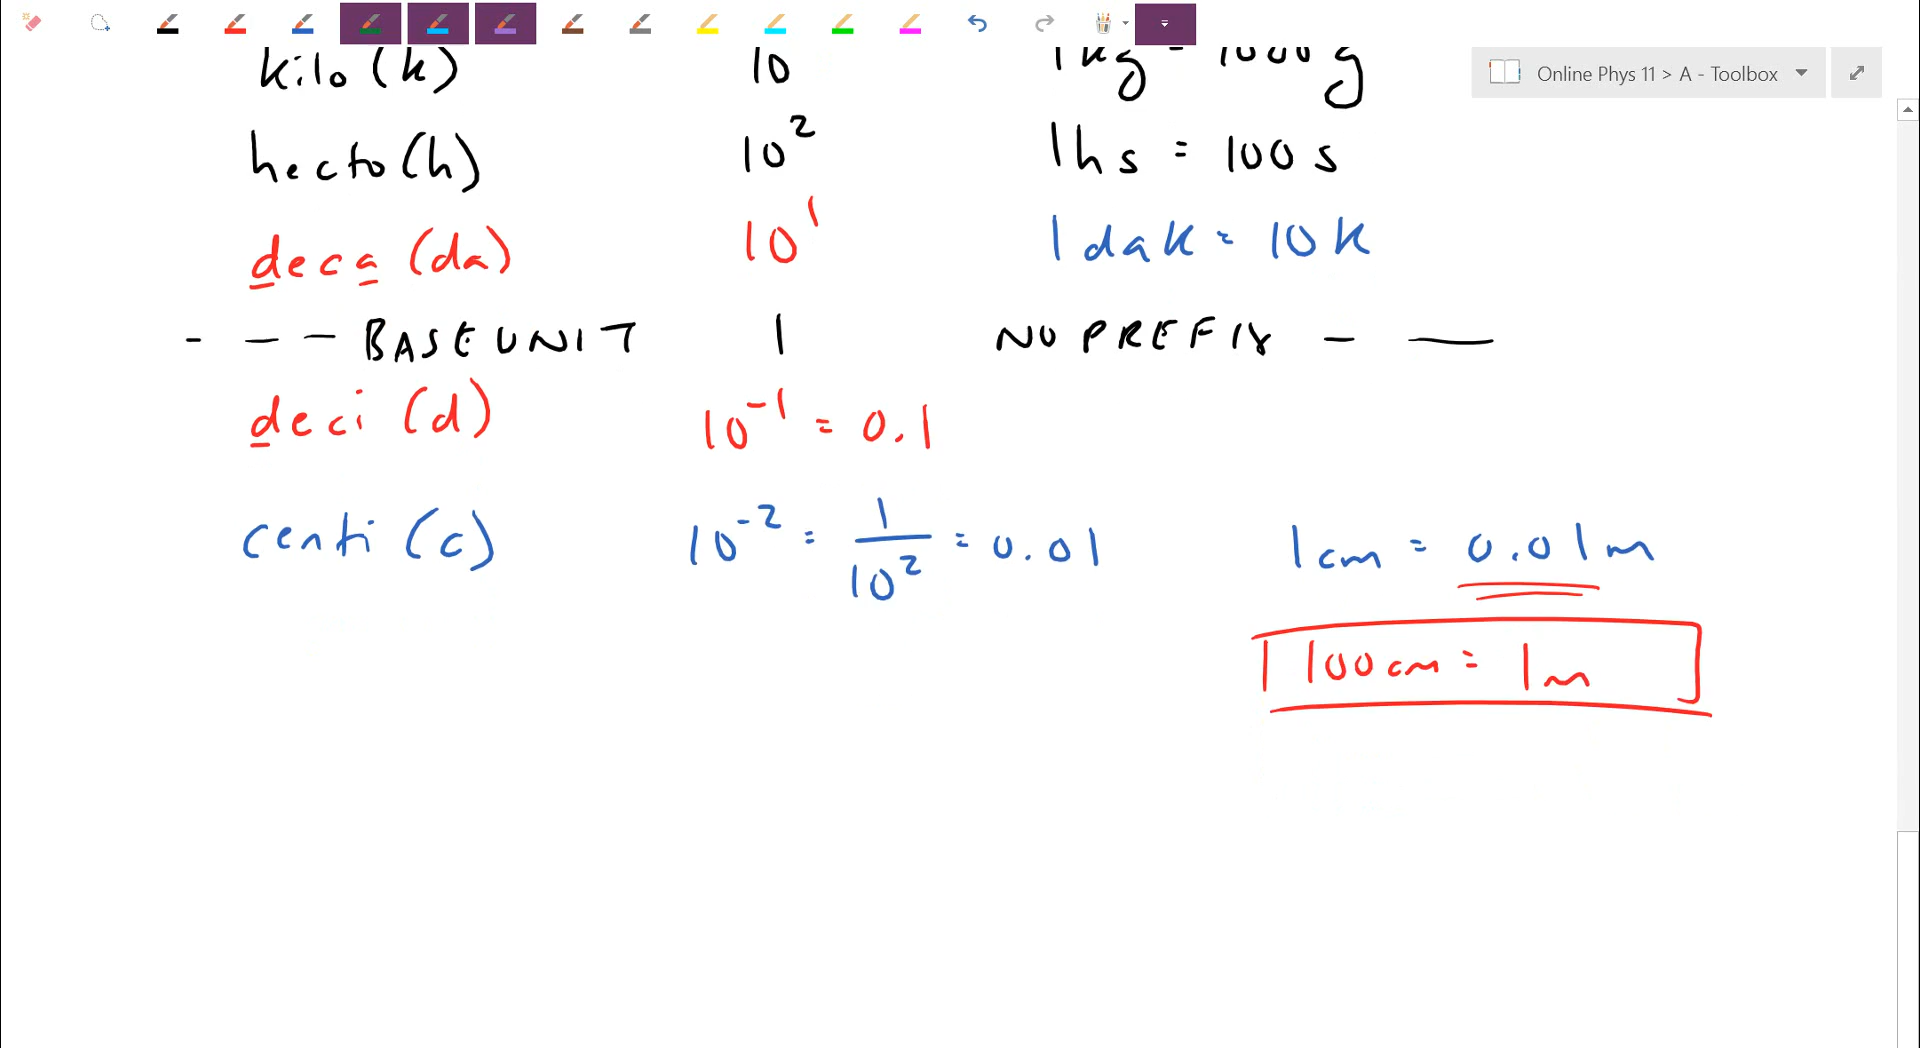 Online Phys 11 > A - Toolbox
kilo (k) 10 1kg = 1000g
hecto (h) 10² 1hs = 100s
deca (da) 10¹ 1daK = 10K
- — — BASE UNIT 1 NO PREFIX - —
deci (d) 10⁻¹ = 0.1
centi (c) 10⁻² = 1/10² = 0.01 1cm = 0.01m
100cm = 1m